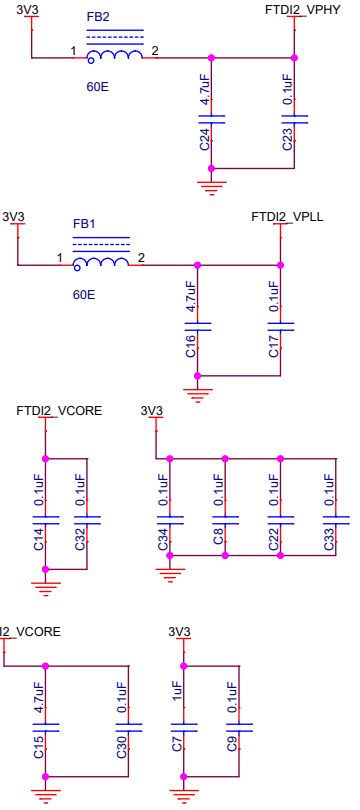 3V3 FB2 FTDI2_VPHY
1 2
60E
4.7uF 0.1uF
C24 C23
3V3 FB1 FTDI2_VPLL
1 2
60E
4.7uF 0.1uF
C16 C17
FTDI2_VCORE 3V3
0.1uF 0.1uF 0.1uF 0.1uF 0.1uF 0.1uF
C14 C32 C34 C8 C22 C33
I2_VCORE 3V3
4.7uF 0.1uF 1uF 0.1uF
C15 C30 C7 C9